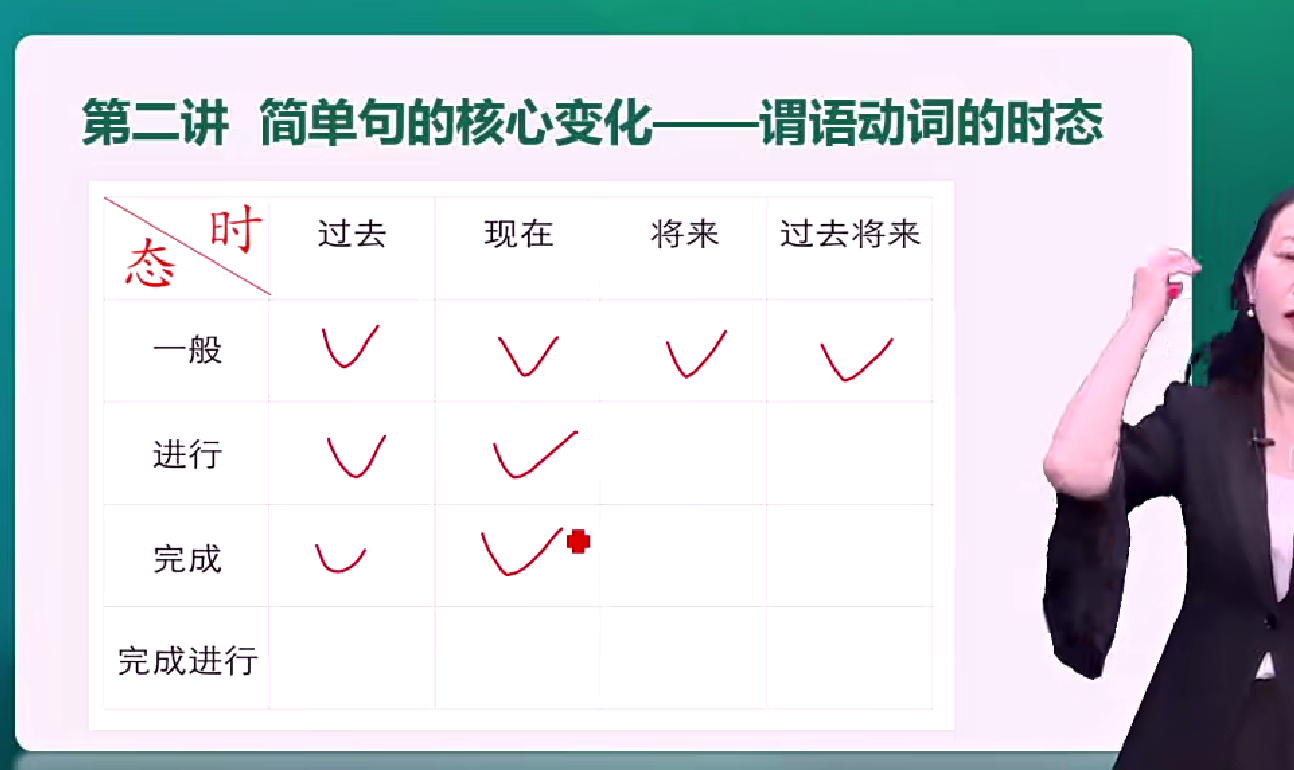 第二讲 简单句的核心变化——谓语动词的时态
时 态 过去 现在 将来 过去将来
一般
进行
完成
完成进行